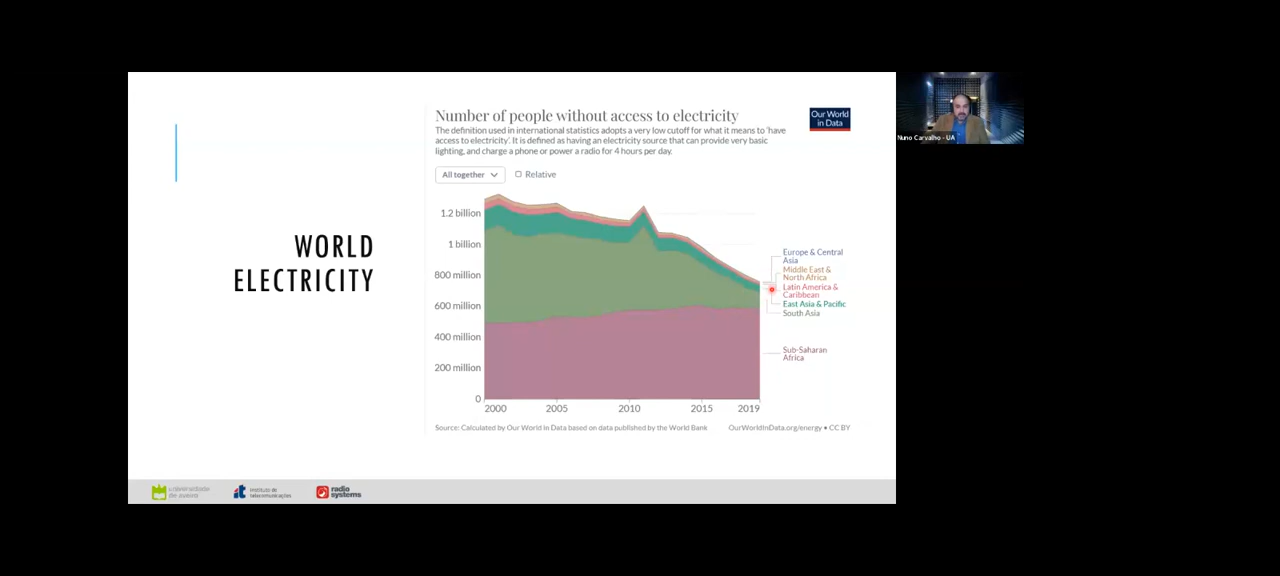 WORLD
ELECTRICITY
Number of people without access to electricity
Our World
in Data
The definition used in international statistics adopts a very low cutoff for what it means to 'have
access to electricity'. It is defined as having an electricity source that can provide very basic
lighting, and charge a phone or power a radio for 4 hours per day.
All together
Relative
1.2 billion
1 billion
800 million
600 million
400 million
200 million
0
2000
2005
2010
2015
2019
Europe & Central
Asia
Middle East &
North Africa
Latin America &
Caribbean
East Asia & Pacific
South Asia
Sub-Saharan
Africa
Source: Calculated by Our World in Data based on data published by the World Bank
OurWorldInData.org/energy • CC BY
universidade
de aveiro
it
instituto de
telecomunicações
radio
systems
Nuno Carvalho - UA